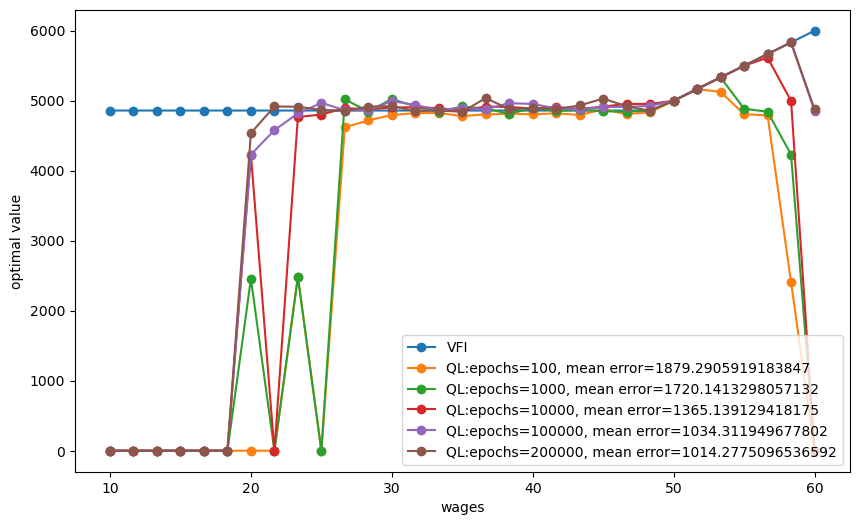 6000
5000
4000
3000
2000
1000
0
optimal value
VFI
QL:epochs=100, mean error=1879.2905919183847
QL:epochs=1000, mean error=1720.1413298057132
QL:epochs=10000, mean error=1365.139129418175
QL:epochs=100000, mean error=1034.311949677802
QL:epochs=200000, mean error=1014.2775096536592
10 20 30 40 50 60
wages